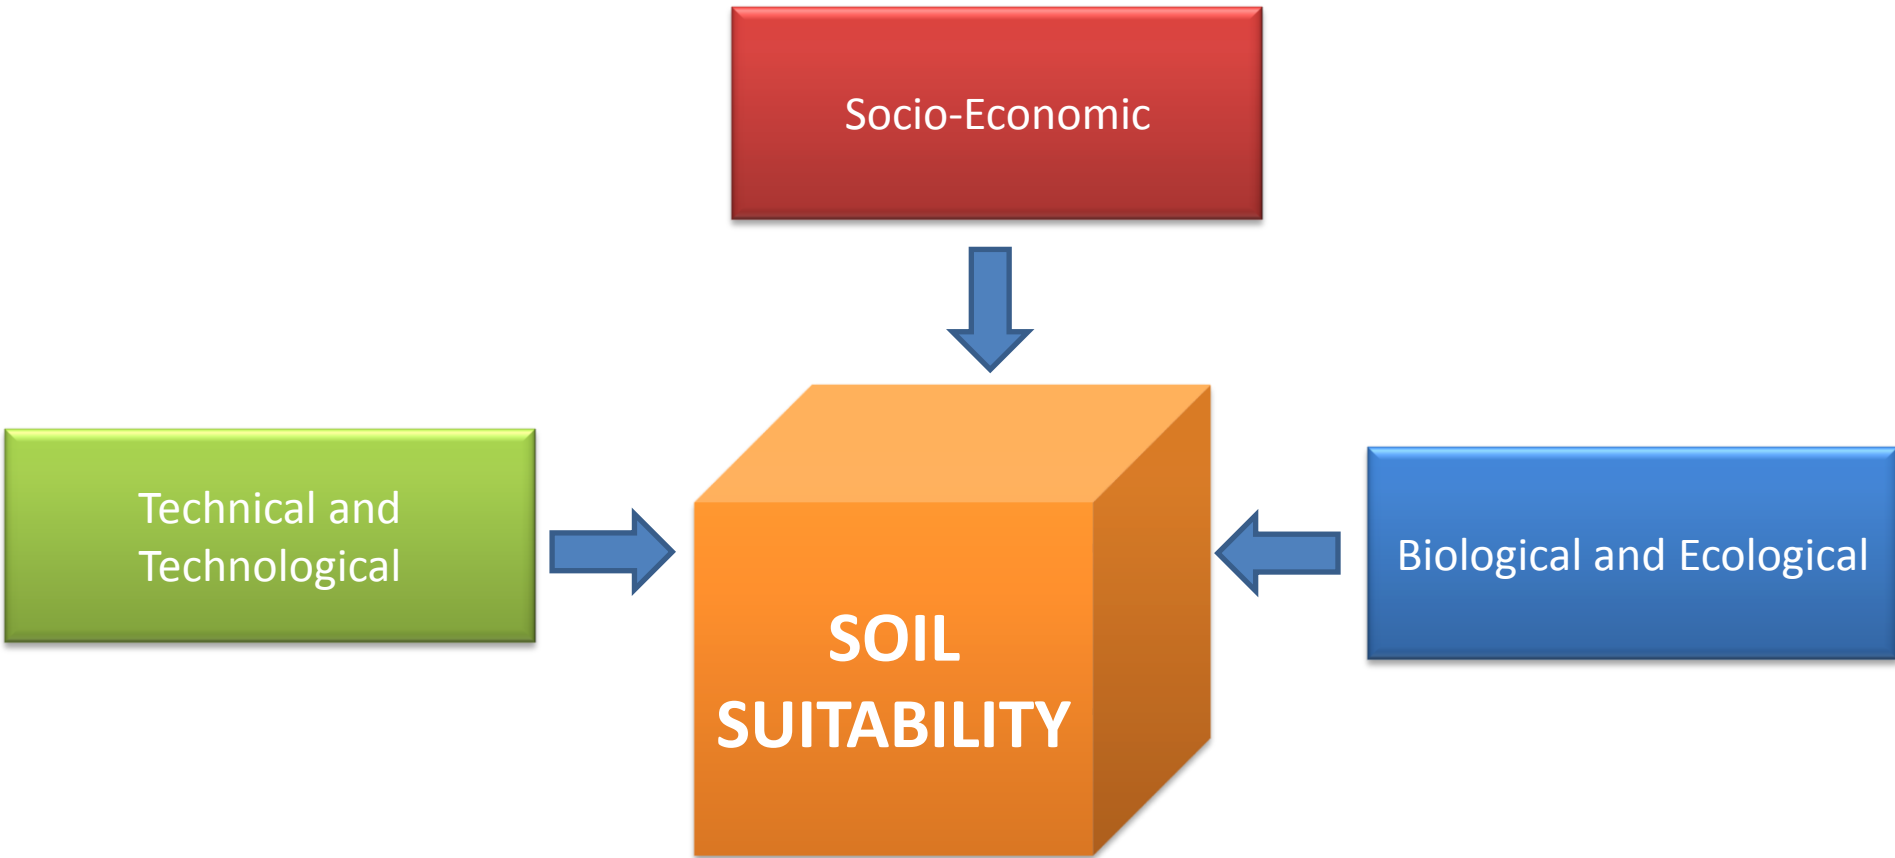 Socio-Economic
Technical and
Technological
Biological and Ecological
SOIL
SUITABILITY